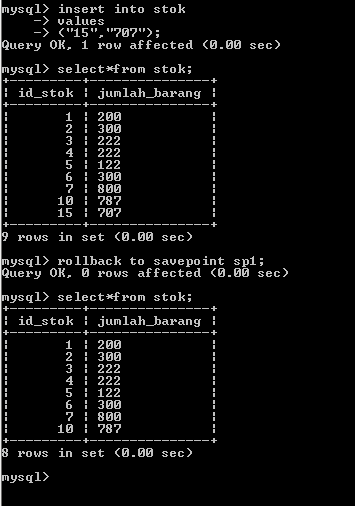 mysql> insert into stok
    -> values
    -> ("15","707");
Query OK, 1 row affected (0.00 sec)

mysql> select*from stok;
+---------+---------------+
| id_stok | jumlah_barang |
+---------+---------------+
|       1 | 200           |
|       2 | 300           |
|       3 | 222           |
|       4 | 222           |
|       5 | 122           |
|       6 | 300           |
|       7 | 800           |
|      10 | 787           |
|      15 | 707           |
+---------+---------------+
9 rows in set (0.00 sec)

mysql> rollback to savepoint sp1;
Query OK, 0 rows affected (0.00 sec)

mysql> select*from stok;
+---------+---------------+
| id_stok | jumlah_barang |
+---------+---------------+
|       1 | 200           |
|       2 | 300           |
|       3 | 222           |
|       4 | 222           |
|       5 | 122           |
|       6 | 300           |
|       7 | 800           |
|      10 | 787           |
+---------+---------------+
8 rows in set (0.00 sec)

mysql>